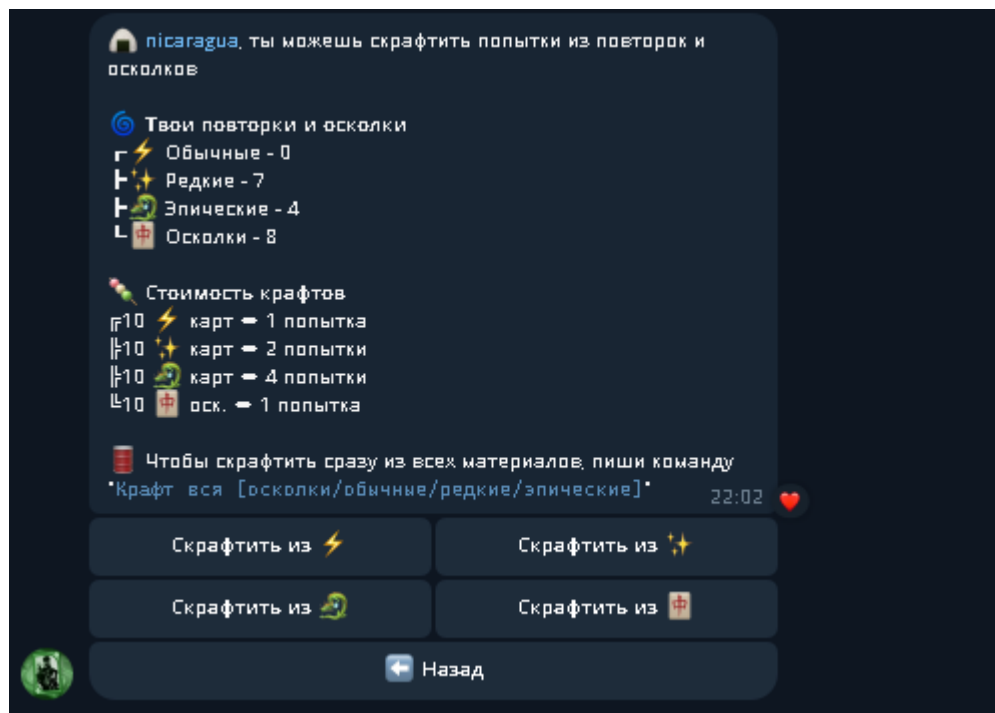 🍙 nicaragua, ты можешь скрафтить попытки из повторок и
осколков
🌀 Твои повторки и осколки
┏⚡ Обычные - 0
┣✨ Редкие - 7
┣🐲 Эпические - 4
┗🀄 Осколки - 8
🍡 Стоимость крафтов
╔10 ⚡ карт ➖ 1 попытка
╠10 ✨ карт ➖ 2 попытки
╠10 🐲 карт ➖ 4 попытки
╚10 🀄 оск. ➖ 1 попытка
🛢 Чтобы скрафтить сразу из всех материалов, пиши команду
"Крафт вся [осколки/обычные/редкие/эпические]"
22:02
Скрафтить из ⚡
Скрафтить из ✨
Скрафтить из 🐲
Скрафтить из 🀄
⬅️ Назад